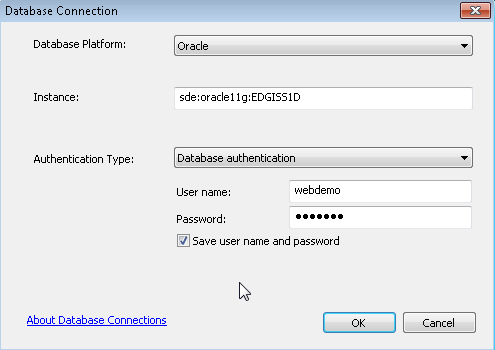 Database Connection
Database Platform: Oracle
Instance: sde:oracle11g:EDGISS1D
Authentication Type: Database authentication
User name: webdemo
Password: ●●●●●●●
Save user name and password
About Database Connections OK Cancel